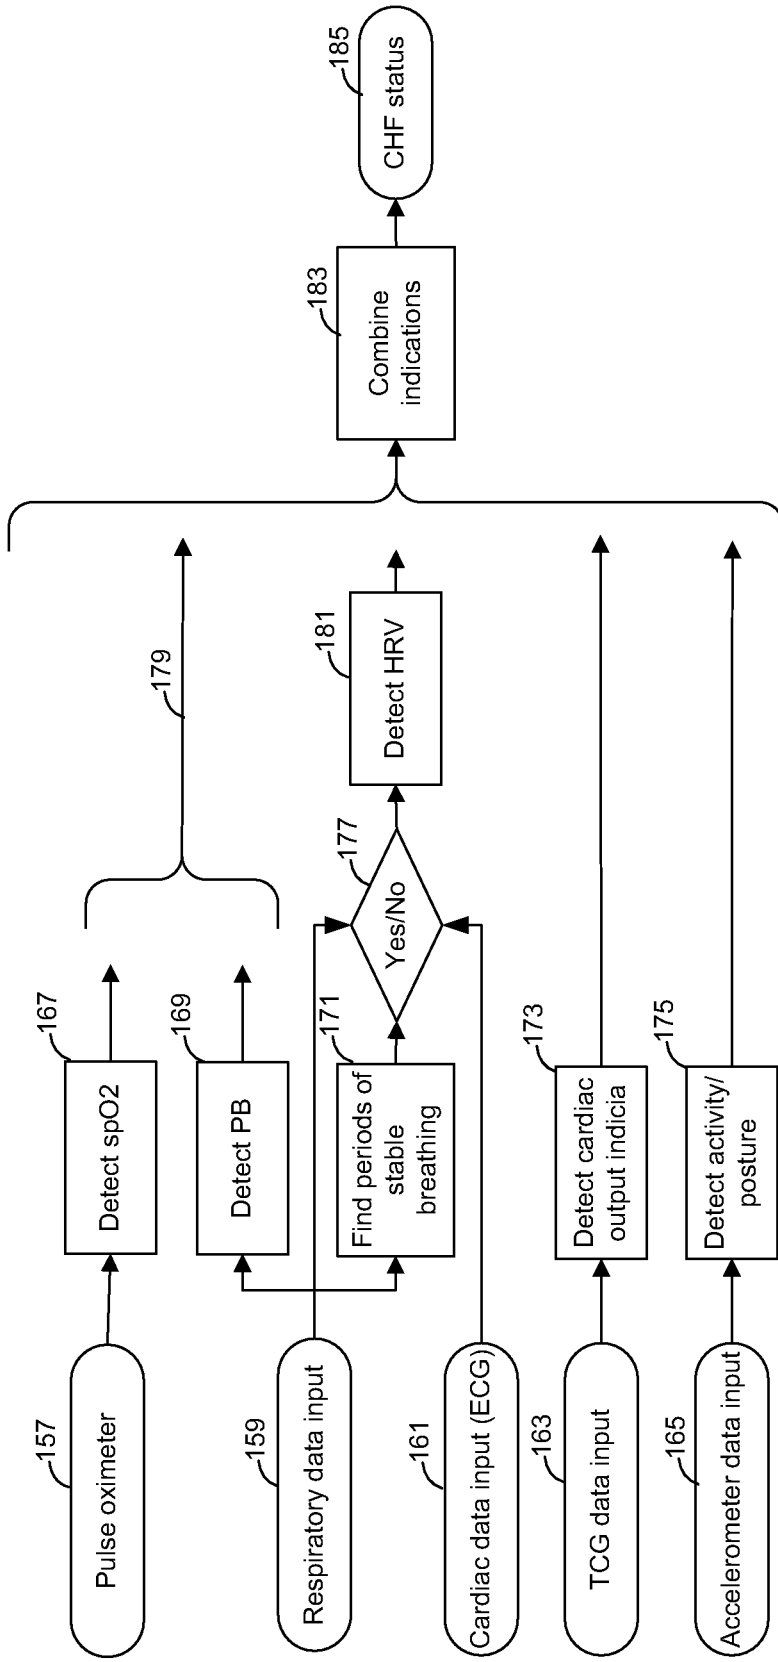 157
Pulse oximeter
159
Respiratory data input
161
Cardiac data input (ECG)
163
TCG data input
165
Accelerometer data input
167
Detect spO2
169
Detect PB
171
Find periods of
stable
breathing
173
Detect cardiac
output indicia
175
Detect activity/
posture
177
Yes/No
179
181
Detect HRV
183
Combine
indications
185
CHF status